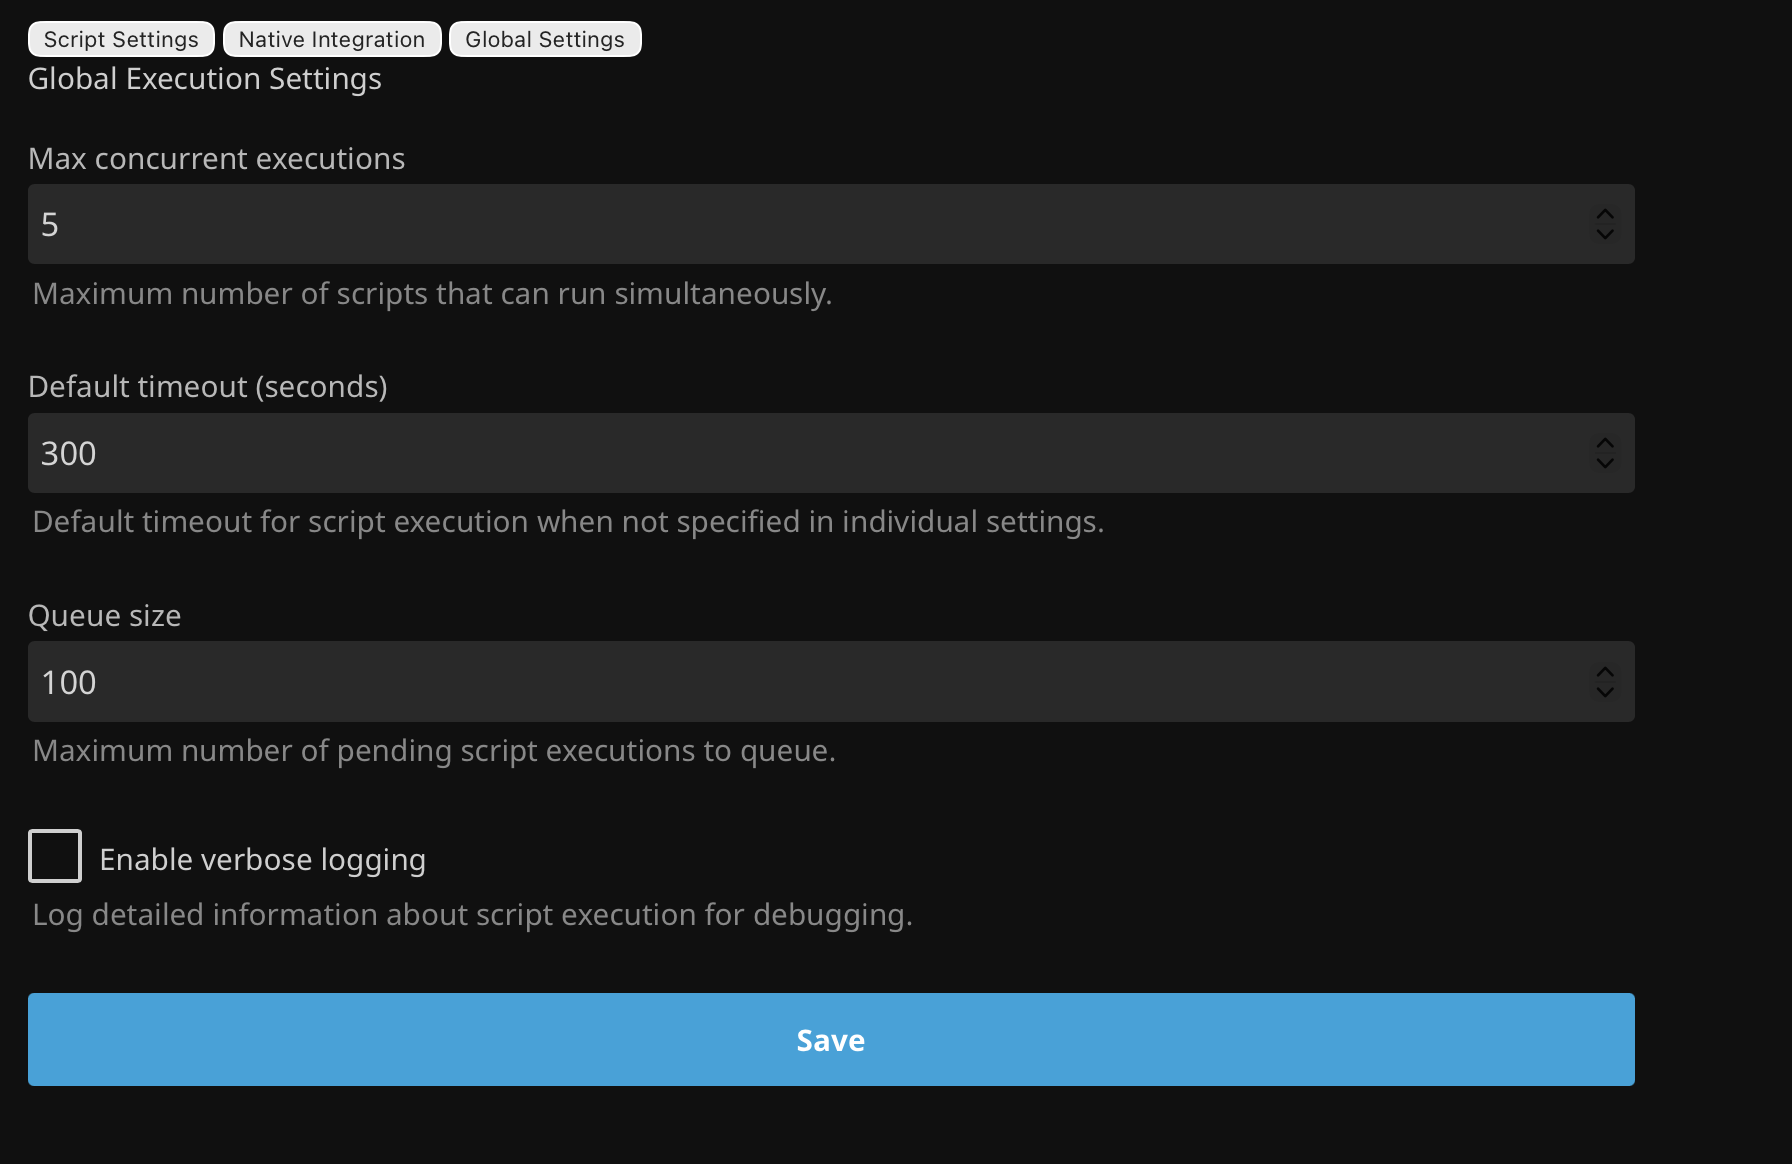 Script Settings Native Integration Global Settings
Global Execution Settings
Max concurrent executions
5
Maximum number of scripts that can run simultaneously.
Default timeout (seconds)
300
Default timeout for script execution when not specified in individual settings.
Queue size
100
Maximum number of pending script executions to queue.
Enable verbose logging
Log detailed information about script execution for debugging.
Save